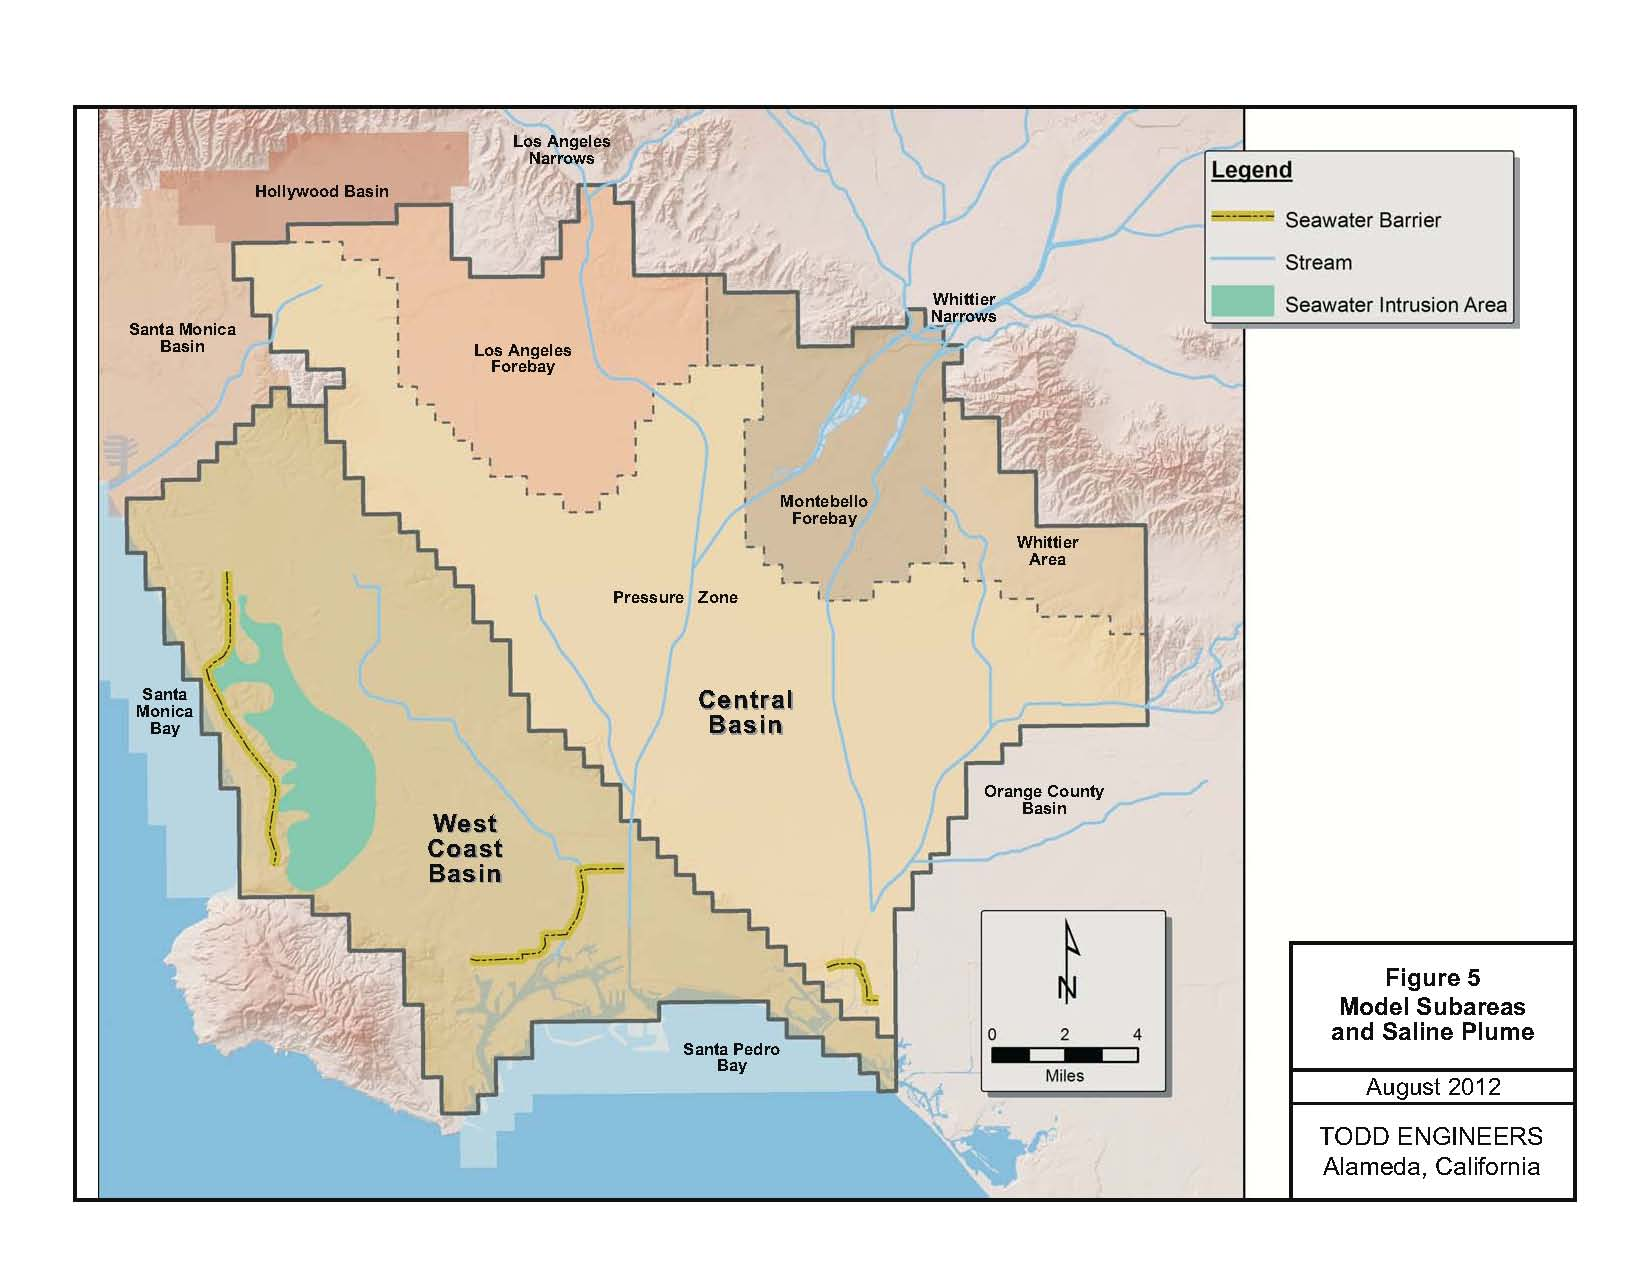 Los Angeles
Narrows
Hollywood Basin
Legend
Seawater Barrier
Stream
Seawater Intrusion Area
Whittier
Narrows
Santa Monica
Basin
Los Angeles
Forebay
Montebello
Forebay
Whittier
Area
Pressure Zone
Santa
Monica
Bay
Central
Basin
Orange County
Basin
West
Coast
Basin
N
0 2 4
Miles
Santa Pedro
Bay
Figure 5
Model Subareas
and Saline Plume
August 2012
TODD ENGINEERS
Alameda, California